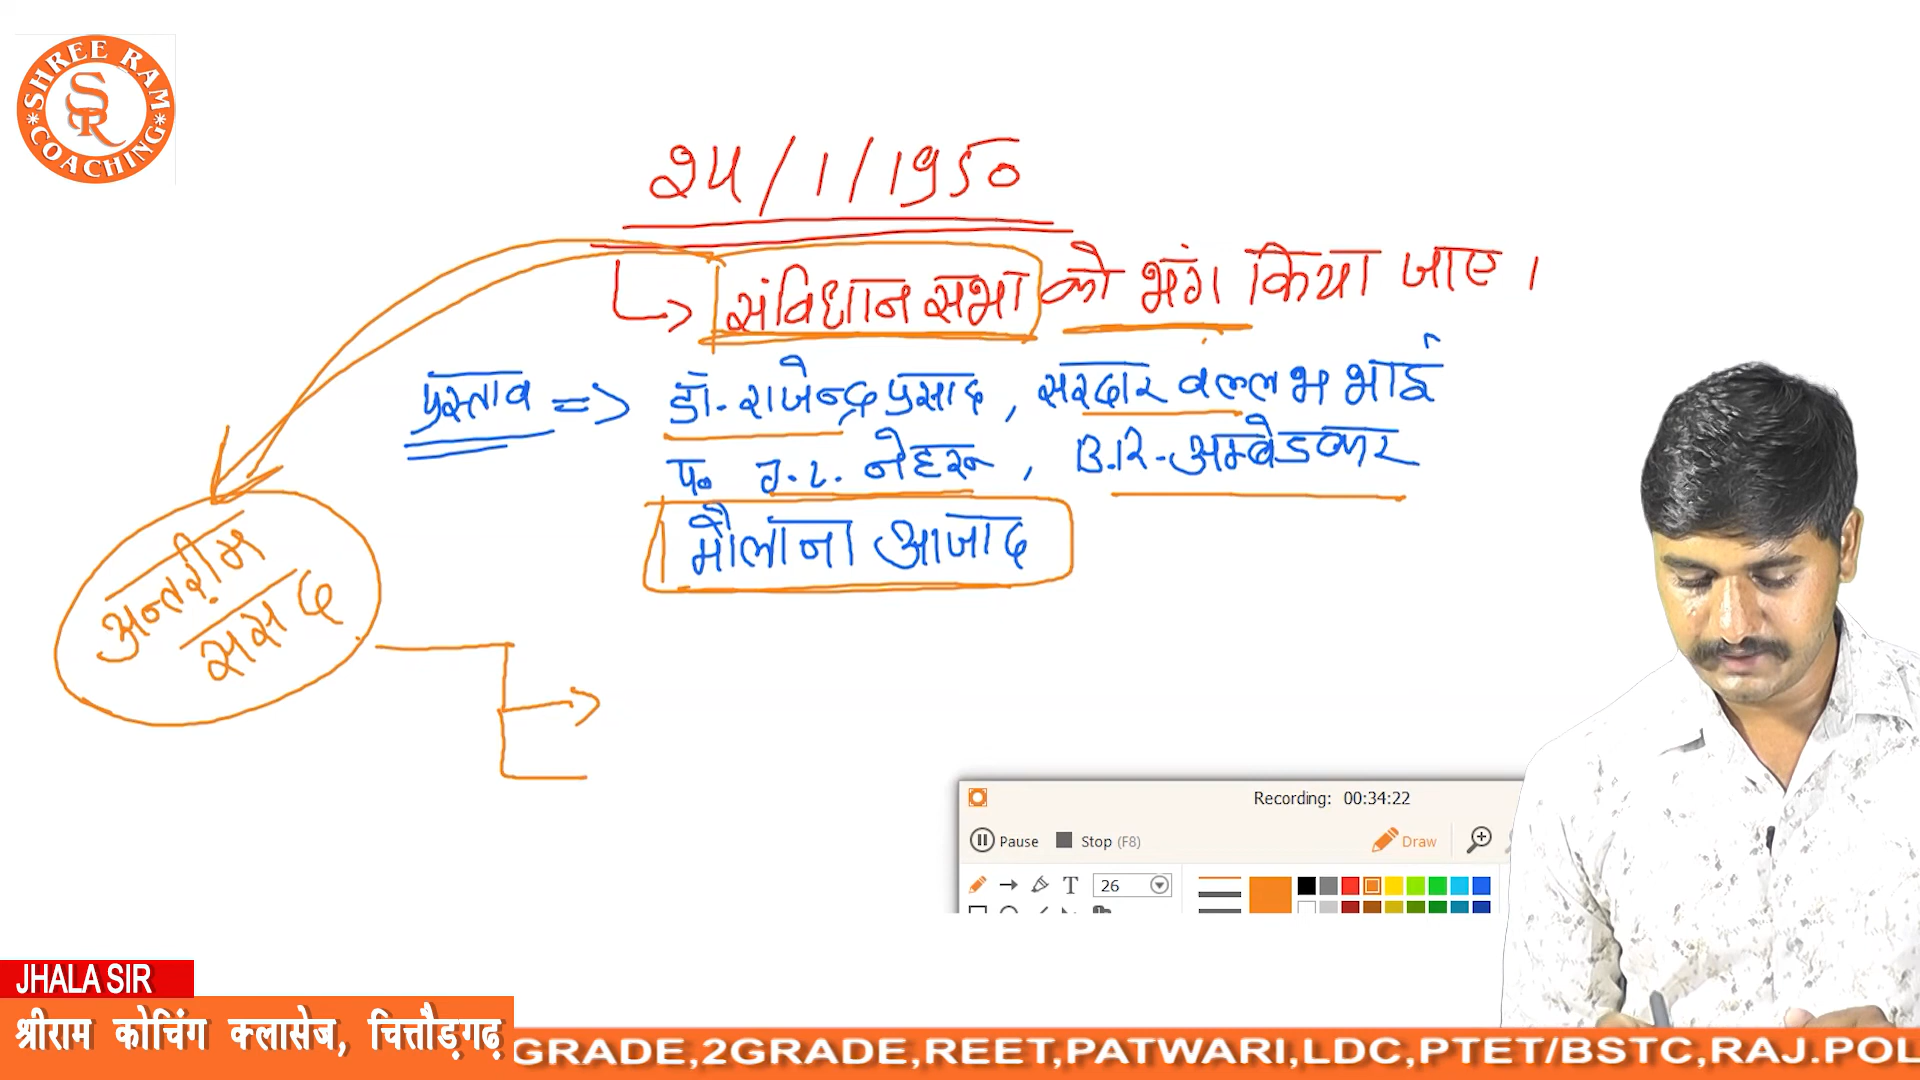 SHREE RAM COACHING
SR
24/1/1950
संविधान सभा को भंग किया जाए।
प्रस्ताव => डॉ. राजेन्द्र प्रसाद, सरदार वल्लभ भाई
पं. ज.ल. नेहरू, B.R. अम्बेडकर
मौलाना आजाद
अन्तरीम
संसद
Recording: 00:34:22
Pause Stop (F8) Draw
T 26
JHALA SIR
श्रीराम कोचिंग क्लासेज, चित्तौड़गढ़
GRADE,2GRADE,REET,PATWARI,LDC,PTET/BSTC,RAJ.POL